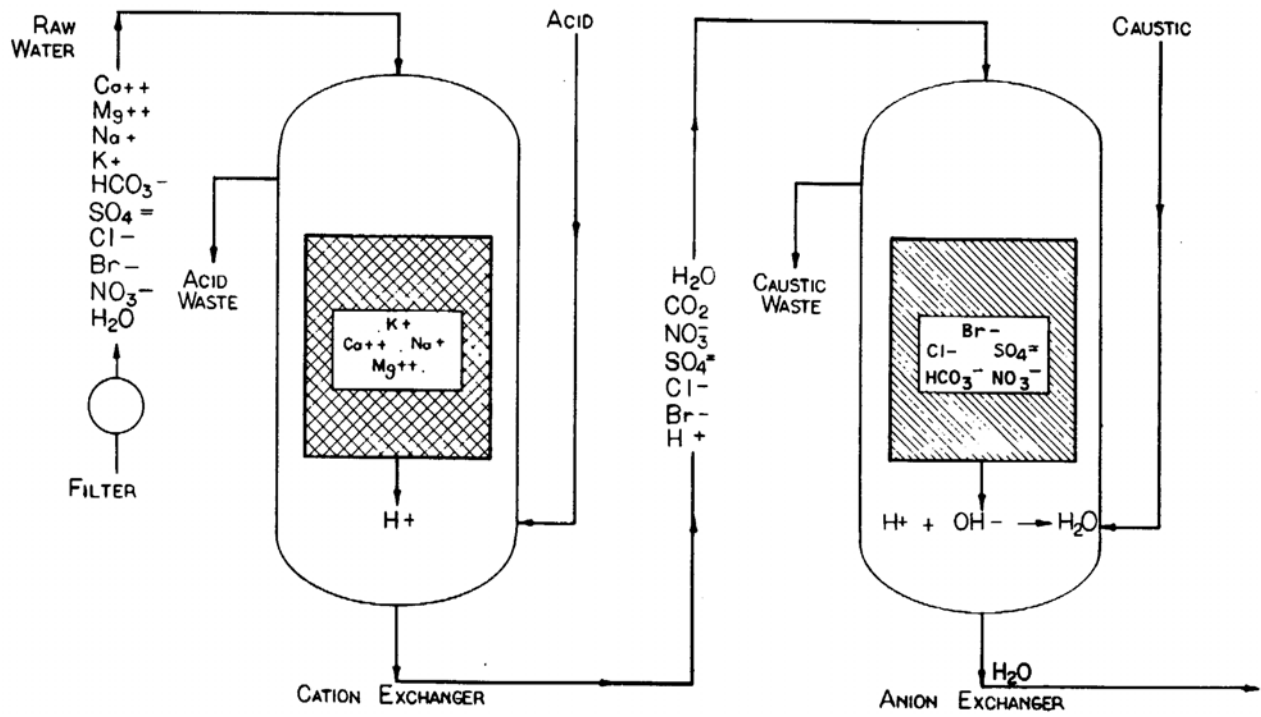 RAW
WATER
Ca++
Mg++
Na+
K+
HCO₃⁻
SO₄=
Cl-
Br-
NO₃-
H₂O
FILTER
ACID
ACID
WASTE
K+
Ca++ Na+
Mg++
H+
CATION EXCHANGER
H₂O
CO₂
NO₃⁻
SO₄=
Cl-
Br-
H+
CAUSTIC
CAUSTIC
WASTE
Br-
Cl- SO₄=
HCO₃⁻ NO₃⁻
H+ + OH- → H₂O
H₂O
ANION EXCHANGER